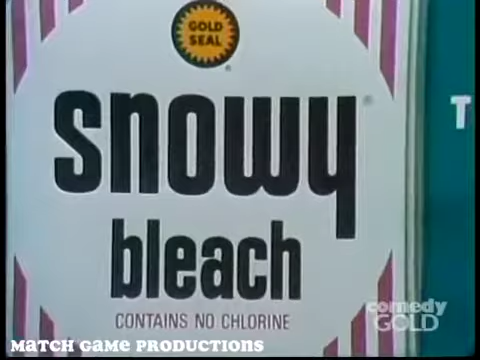 GOLD
SEAL
®
snowy®
T
bleach
CONTAINS NO CHLORINE
comedy
GOLD
MATCH GAME PRODUCTIONS